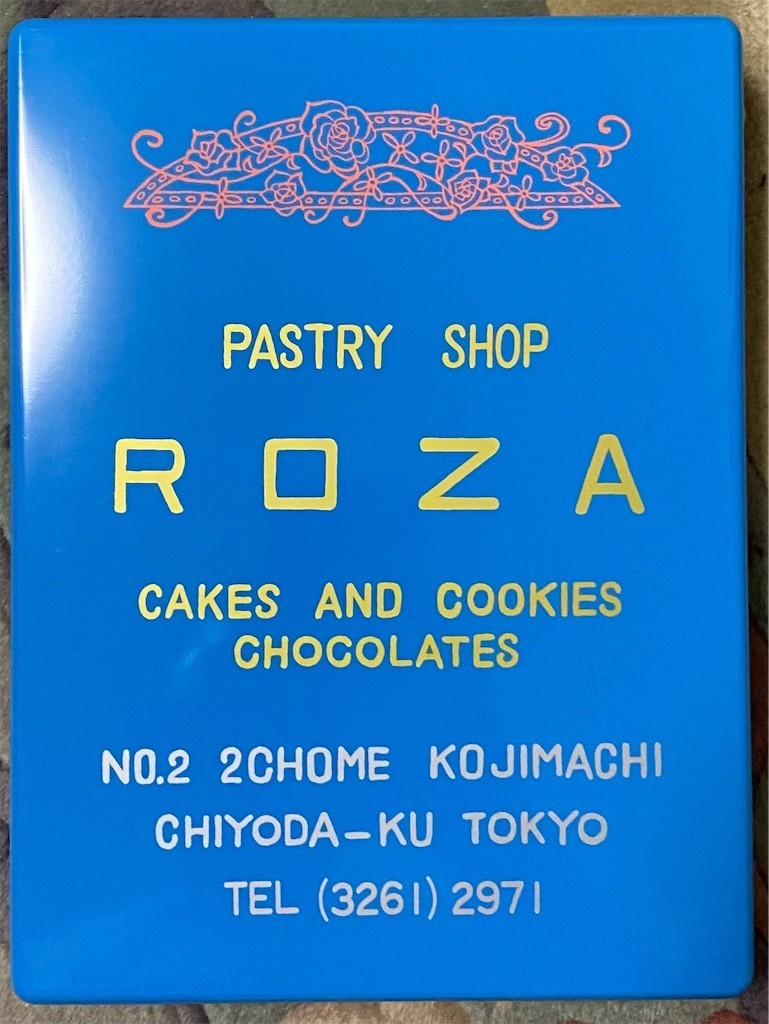 PASTRY SHOP
ROZA
CAKES AND COOKIES
CHOCOLATES
NO.2 2CHOME KOJIMACHI
CHIYODA-KU TOKYO
TEL (3261) 2971